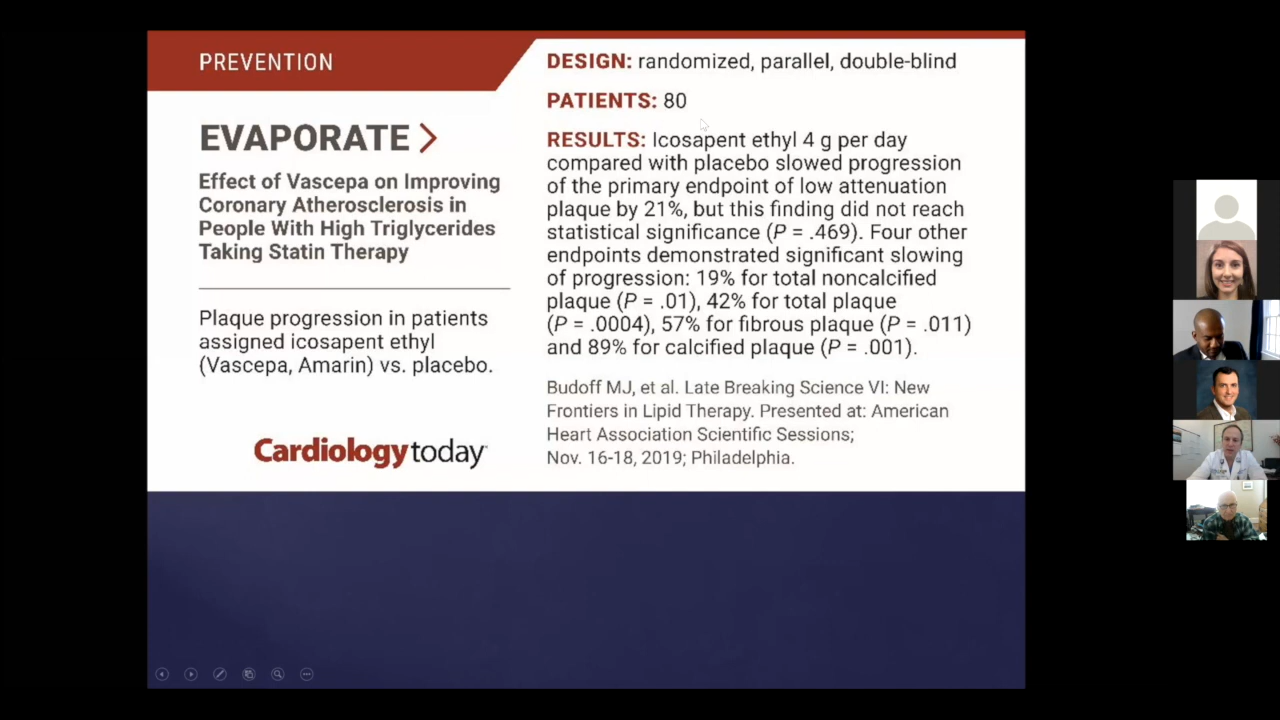 PREVENTION
EVAPORATE
Effect of Vascepa on Improving
Coronary Atherosclerosis in
People With High Triglycerides
Taking Statin Therapy
Plaque progression in patients
assigned icosapent ethyl
(Vascepa, Amarin) vs. placebo.
Cardiology today
DESIGN: randomized, parallel, double-blind
PATIENTS: 80
RESULTS: Icosapent ethyl 4 g per day
compared with placebo slowed progression
of the primary endpoint of low attenuation
plaque by 21%, but this finding did not reach
statistical significance (P = .469). Four other
endpoints demonstrated significant slowing
of progression: 19% for total noncalcified
plaque (P = .01), 42% for total plaque
(P = .0004), 57% for fibrous plaque (P = .011)
and 89% for calcified plaque (P = .001).
Budoff MJ, et al. Late Breaking Science VI: New
Frontiers in Lipid Therapy. Presented at: American
Heart Association Scientific Sessions;
Nov. 16-18, 2019; Philadelphia.